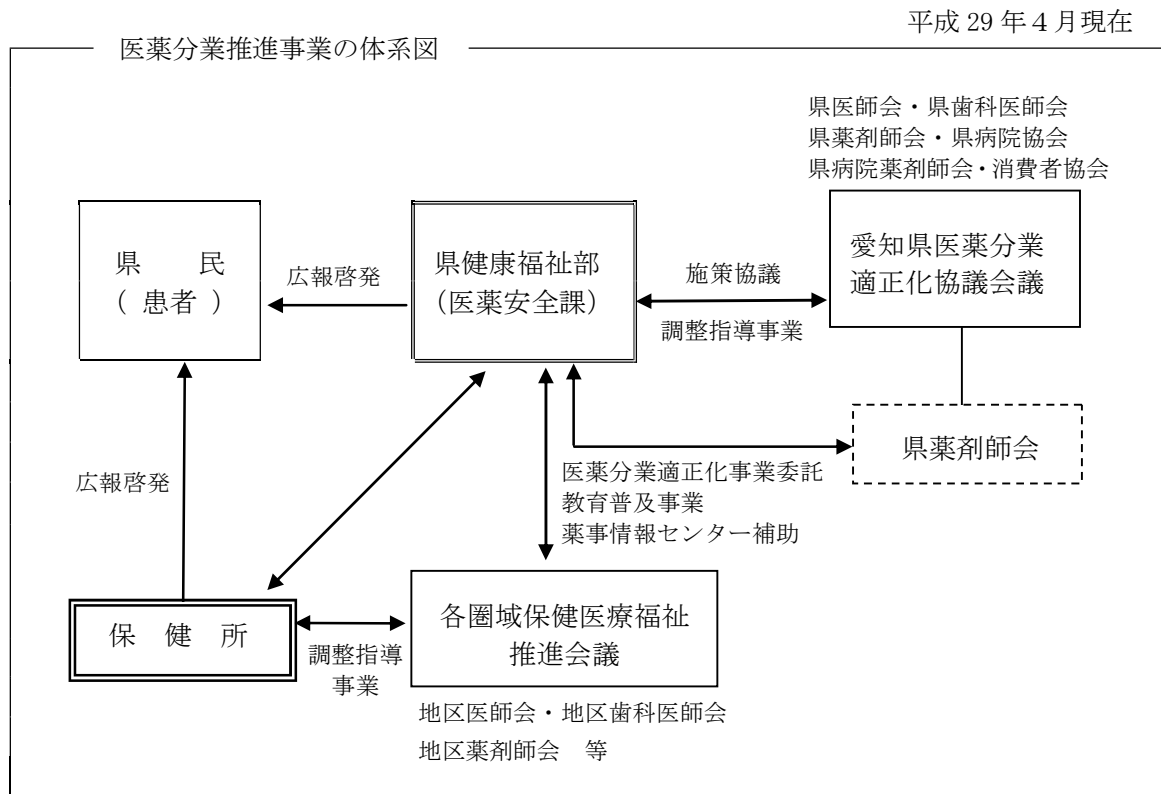 平成 29 年４月現在
医薬分業推進事業の体系図
県医師会・県歯科医師会
県薬剤師会・県病院協会
県病院薬剤師会・消費者協会
県　　民
（ 患者 ）
広報啓発
県健康福祉部
（医薬安全課）
施策協議
調整指導事業
愛知県医薬分業
適正化協議会議
県薬剤師会
広報啓発
医薬分業適正化事業委託
教育普及事業
薬事情報センター補助
保　健　所
調整指導
事業
各圏域保健医療福祉
推進会議
地区医師会・地区歯科医師会
地区薬剤師会　等